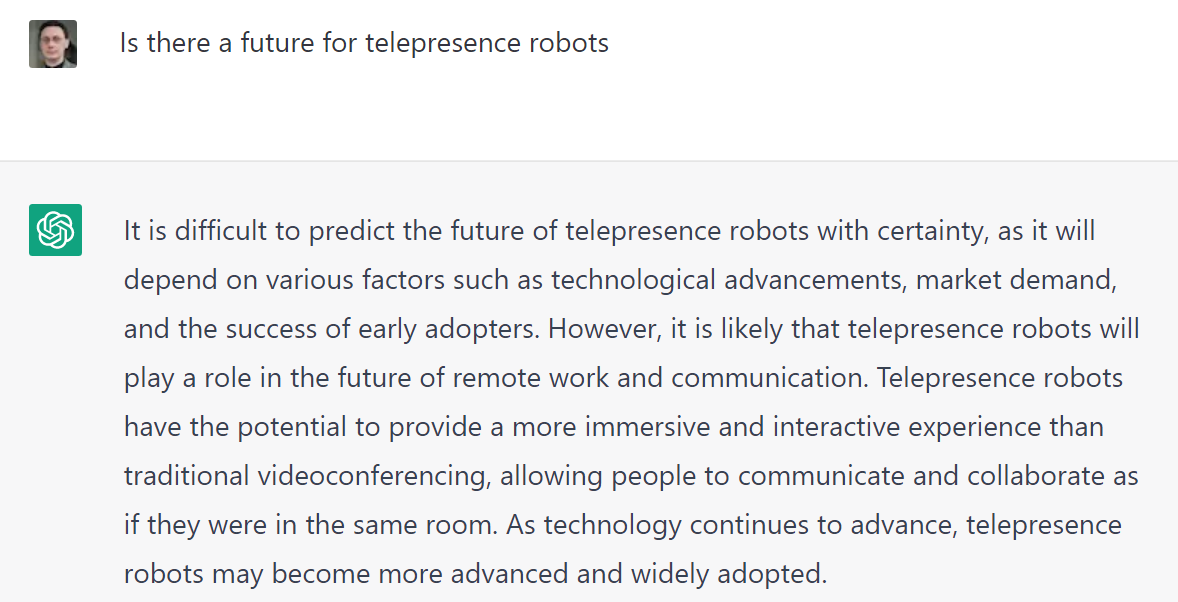 Is there a future for telepresence robots
It is difficult to predict the future of telepresence robots with certainty, as it will
depend on various factors such as technological advancements, market demand,
and the success of early adopters. However, it is likely that telepresence robots will
play a role in the future of remote work and communication. Telepresence robots
have the potential to provide a more immersive and interactive experience than
traditional videoconferencing, allowing people to communicate and collaborate as
if they were in the same room. As technology continues to advance, telepresence
robots may become more advanced and widely adopted.